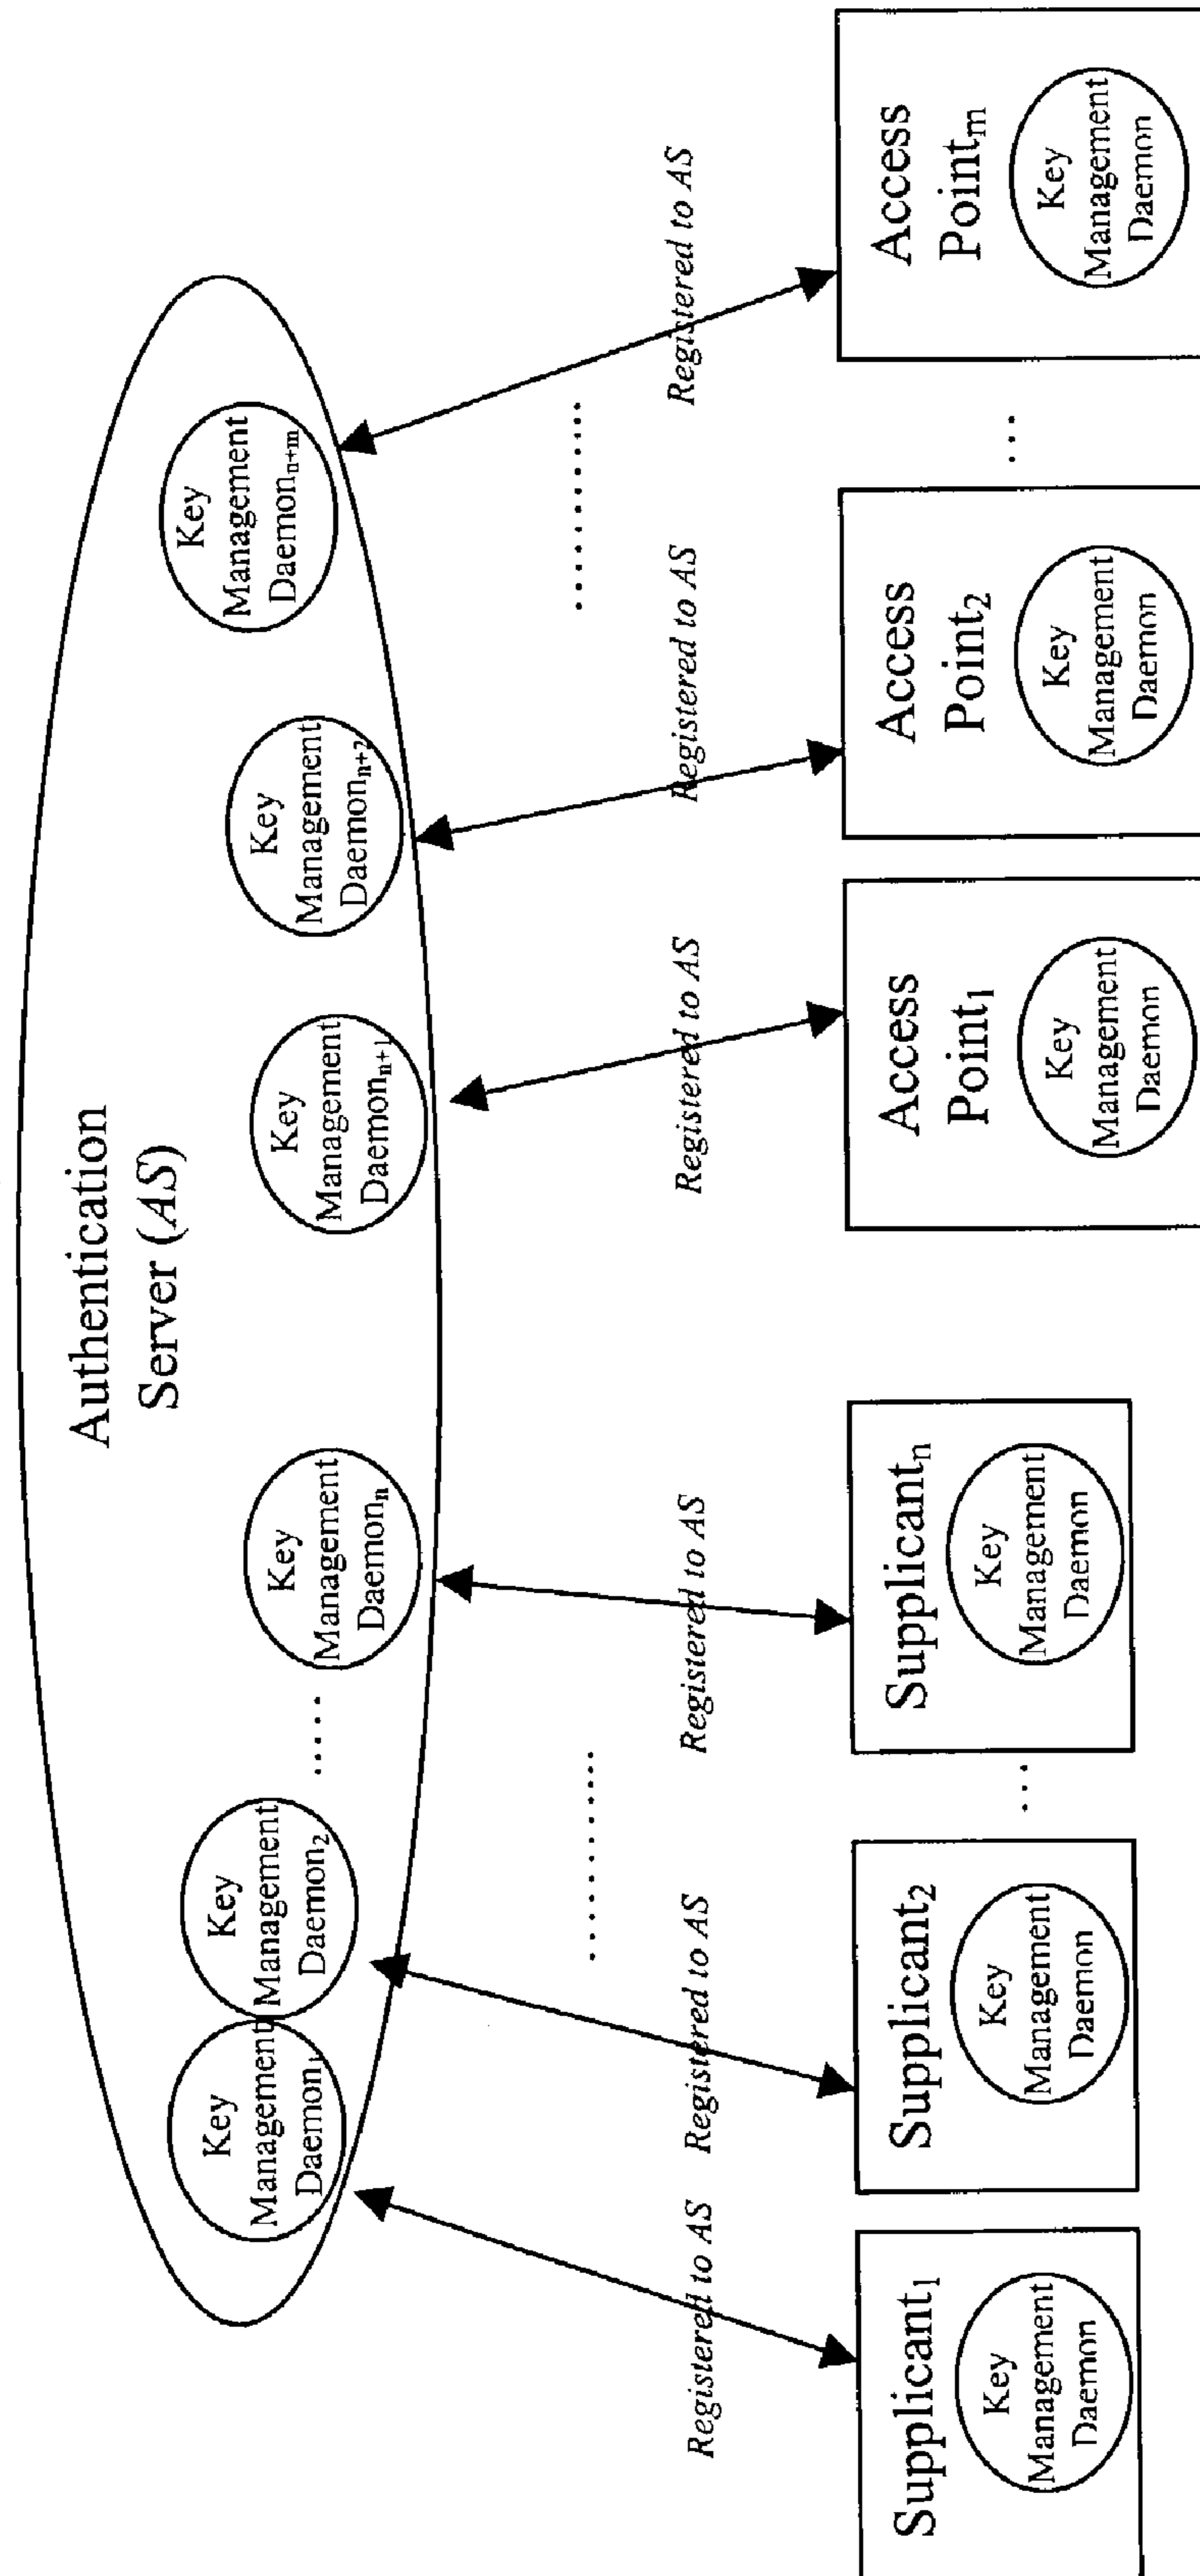 Authentication
Server (AS)
Key
Management
Daemon₁
Key
Management
Daemon₂
.....
Key
Management
Daemonₙ
Key
Management
Daemonₙ₊₁
Key
Management
Daemonₙ₊₂
Key
Management
Daemonₙ₊ₘ
Registered to AS
Registered to AS
...........
Registered to AS
Registered to AS
Registered to AS
...........
Registered to AS
Supplicant₁
Key
Management
Daemon
Supplicant₂
Key
Management
Daemon
...
Supplicantₙ
Key
Management
Daemon
Access
Point₁
Key
Management
Daemon
Access
Point₂
Key
Management
Daemon
...
Access
Pointₘ
Key
Management
Daemon